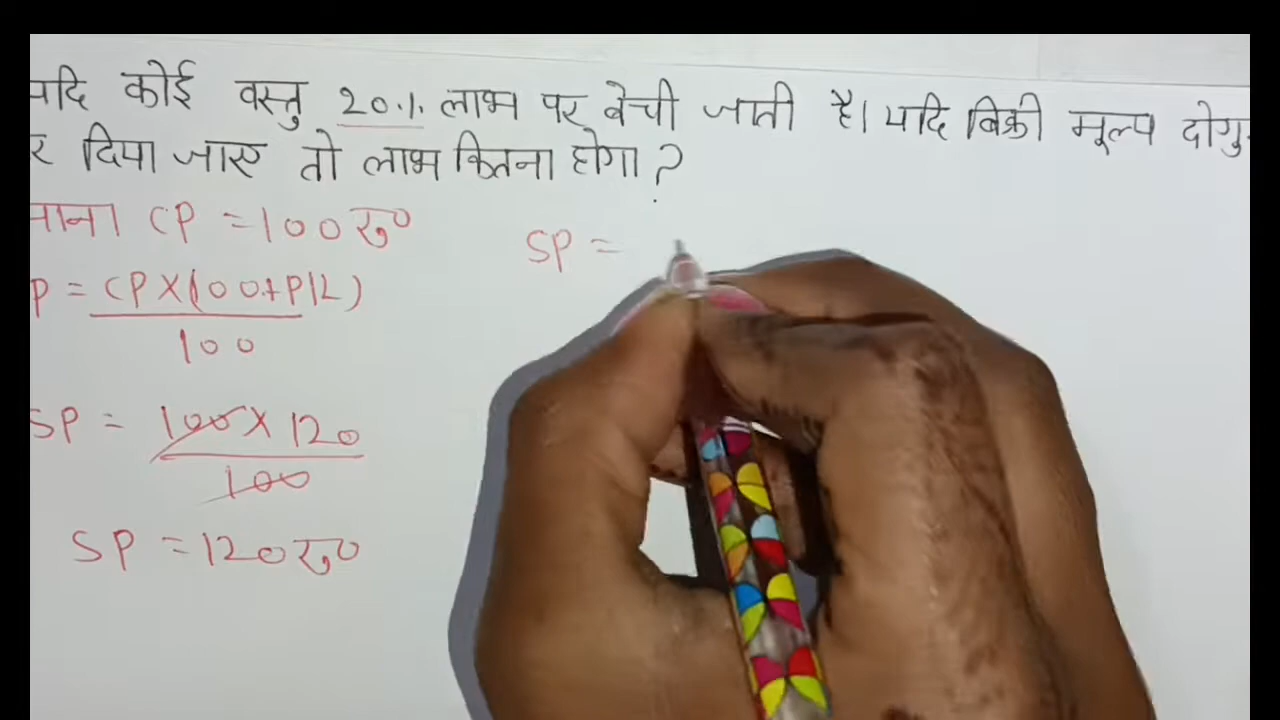 यदि कोई वस्तु 20% लाभ पर बेची जाती है। यदि बिक्री मूल्य दोगु
र दिया जाए तो लाभ कितना होगा ?
माना CP = 100 रु०
SP =
P = CP X (100+P|L)
100
SP = 100 X 120
100
SP = 120 रु०